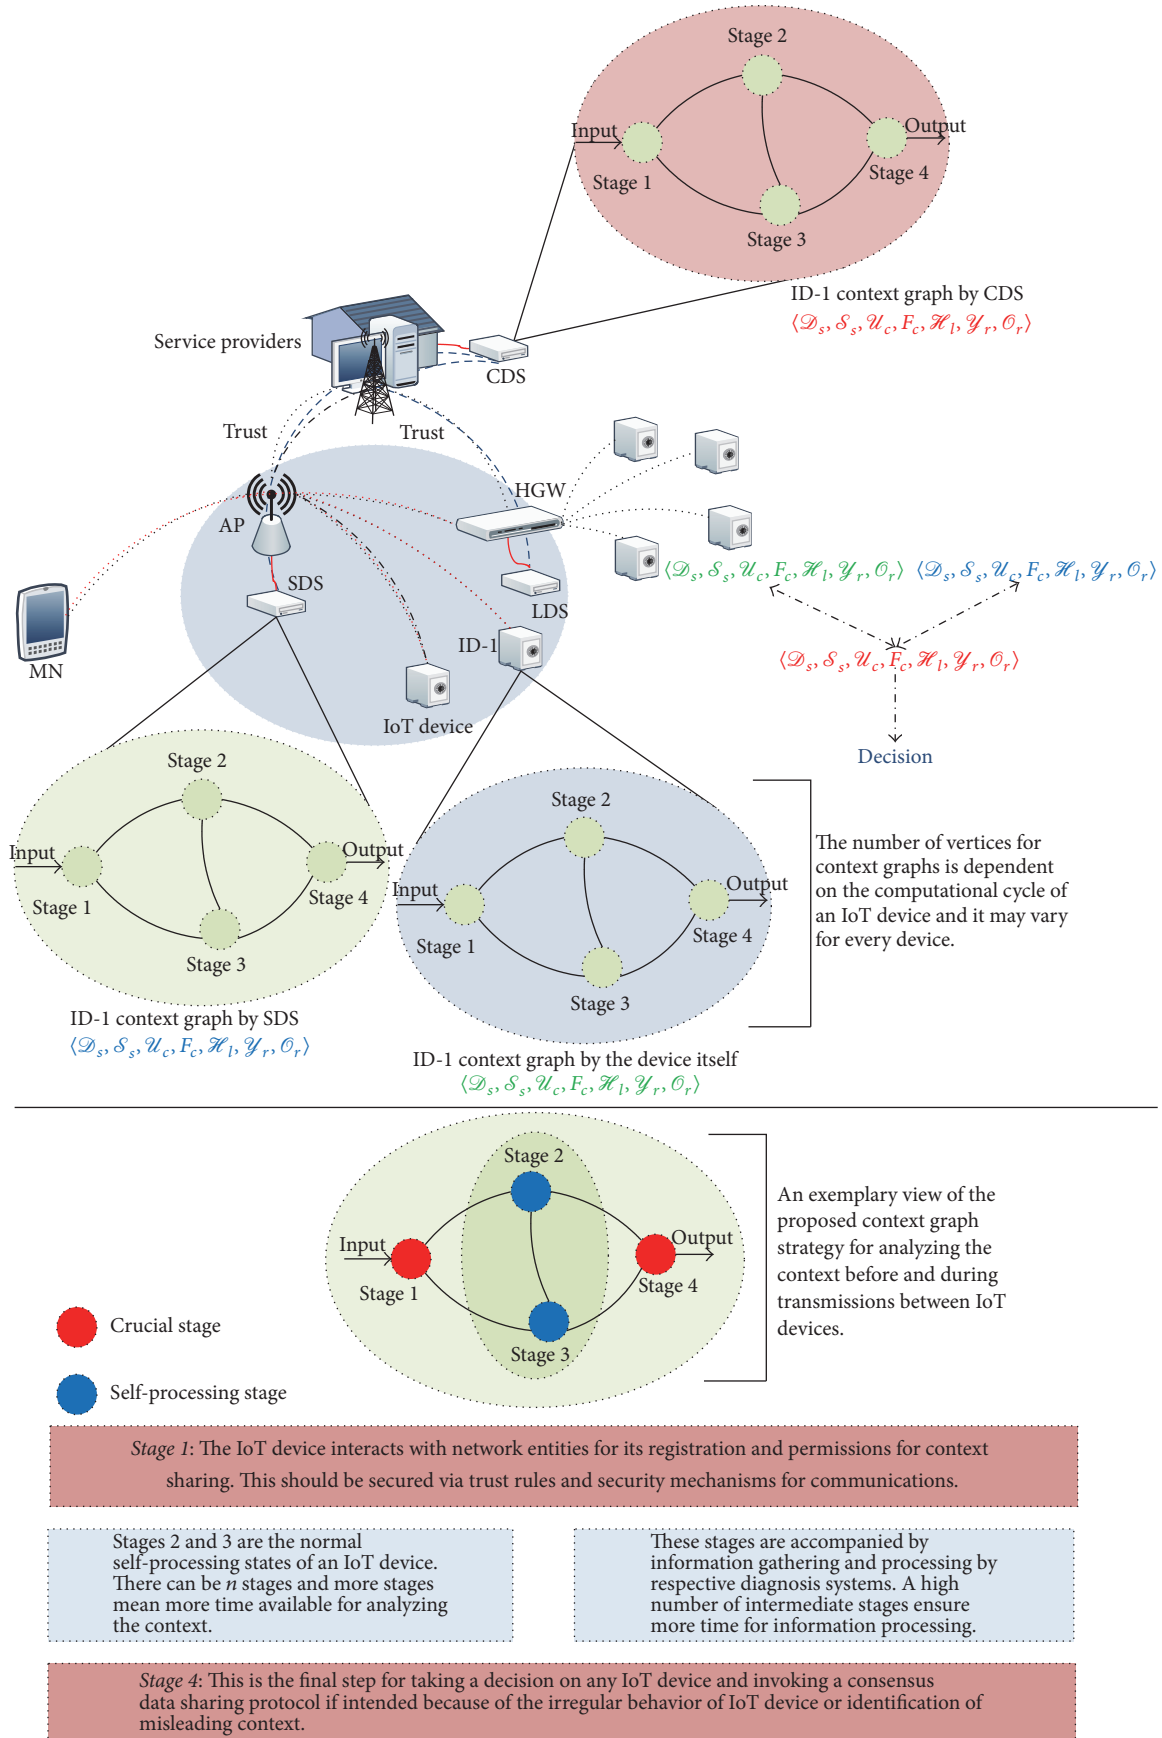 Stage 2
Input
Output
Stage 1
Stage 4
Stage 3
ID-1 context graph by CDS
⟨𝒟s, 𝒮s, 𝒰c, Fc, ℋl, 𝒴r, 𝒪r⟩
Service providers
CDS
Trust
Trust
HGW
AP
SDS
LDS
ID-1
MN
IoT device
⟨𝒟s, 𝒮s, 𝒰c, Fc, ℋl, 𝒴r, 𝒪r⟩ ⟨𝒟s, 𝒮s, 𝒰c, Fc, ℋl, 𝒴r, 𝒪r⟩
⟨𝒟s, 𝒮s, 𝒰c, Fc, ℋl, 𝒴r, 𝒪r⟩
Decision
Stage 2
Input
Output
Stage 1
Stage 4
Stage 3
ID-1 context graph by SDS
⟨𝒟s, 𝒮s, 𝒰c, Fc, ℋl, 𝒴r, 𝒪r⟩
Stage 2
Input
Output
Stage 1
Stage 4
Stage 3
ID-1 context graph by the device itself
⟨𝒟s, 𝒮s, 𝒰c, Fc, ℋl, 𝒴r, 𝒪r⟩
The number of vertices for
context graphs is dependent
on the computational cycle of
an IoT device and it may vary
for every device.
Stage 2
Input
Output
Stage 1
Stage 4
Stage 3
An exemplary view of the
proposed context graph
strategy for analyzing the
context before and during
transmissions between IoT
devices.
Crucial stage
Self-processing stage
Stage 1: The IoT device interacts with network entities for its registration and permissions for context
sharing. This should be secured via trust rules and security mechanisms for communications.
Stages 2 and 3 are the normal
self-processing states of an IoT device.
There can be n stages and more stages
mean more time available for analyzing
the context.
These stages are accompanied by
information gathering and processing by
respective diagnosis systems. A high
number of intermediate stages ensure
more time for information processing.
Stage 4: This is the final step for taking a decision on any IoT device and invoking a consensus
data sharing protocol if intended because of the irregular behavior of IoT device or identification of
misleading context.